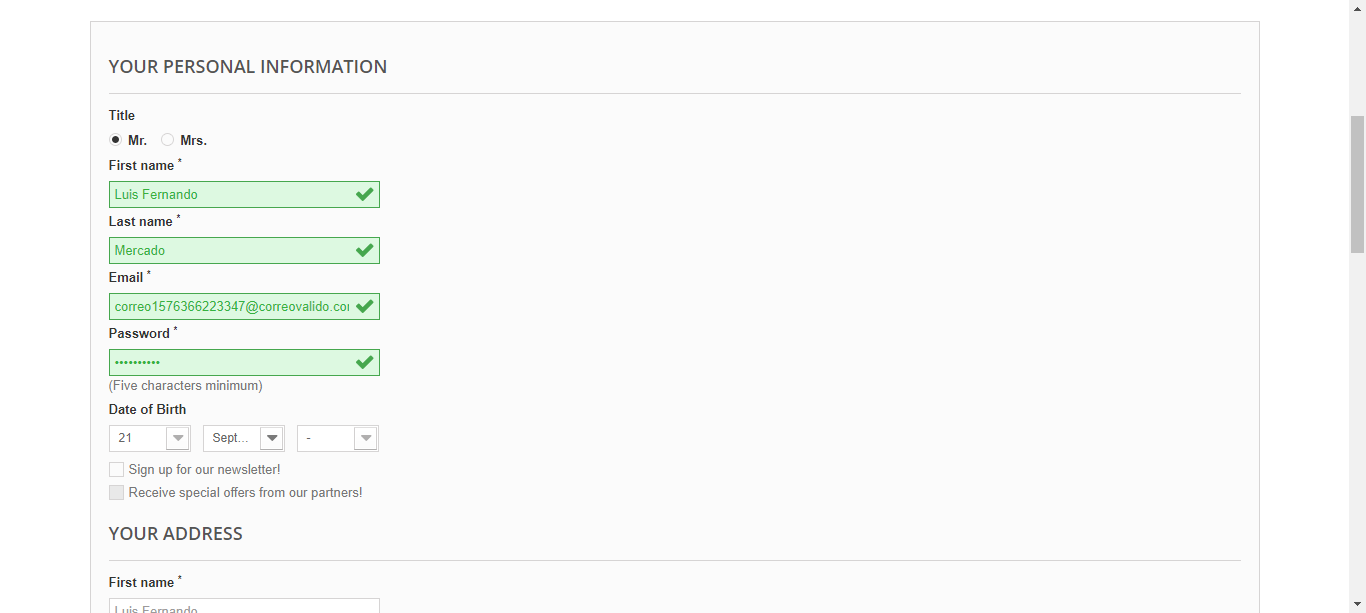 YOUR PERSONAL INFORMATION
Title
Mr. Mrs.
First name *
Luis Fernando
Last name *
Mercado
Email *
correo1576366223347@correovalido.co
Password *
••••••••••
(Five characters minimum)
Date of Birth
21 Sept... -
Sign up for our newsletter!
Receive special offers from our partners!
YOUR ADDRESS
First name *
Luis Fernando